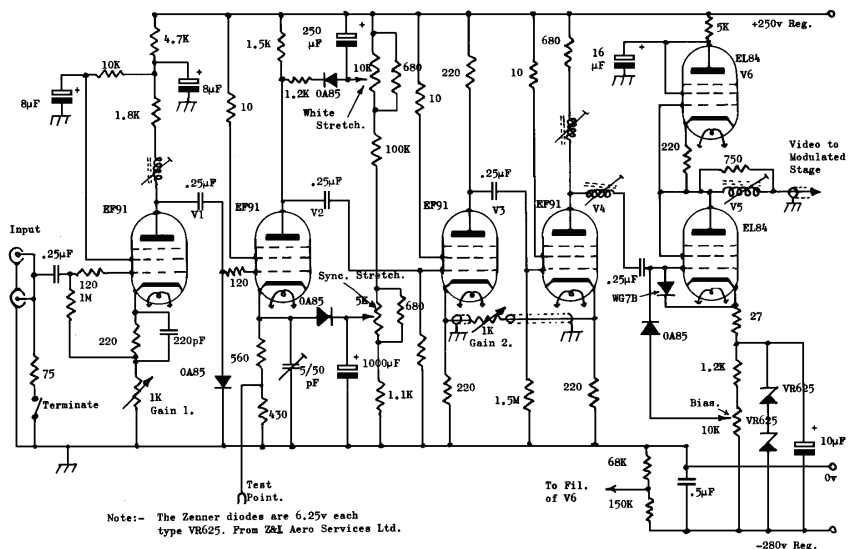 +250v Reg.
4.7K
1.5K
250
µF
680
5K
10K
10K
680
220
16
µF
EL84
V6
8µF
8µF
10
1.2K
0A85
10
10
1.8K
White
Stretch.
100K
220
Video to
Modulated
Stage
750
.25µF
.25µF
.25µF
EF91
V1
EF91
V2
EF91
V3
EF91
V4
V5
EL84
Input
.25µF
120
1M
120
Sync. Stretch.
0A85
5K
680
.25µF
WG7B
1K
Gain 2.
27
220
220pF
0A85
560
5/50
pF
1000µF
0A85
1.2K
75
Terminate
1K
Gain 1.
430
1.1K
220
1.5M
220
Bias.
10K
VR625
VR625
10µF
Test
Point.
To Fil.
of V6
68K
150K
.5µF
0v
Note:- The Zenner diodes are 6.25v each
type VR625. From Z&I Aero Services Ltd.
-280v Reg.